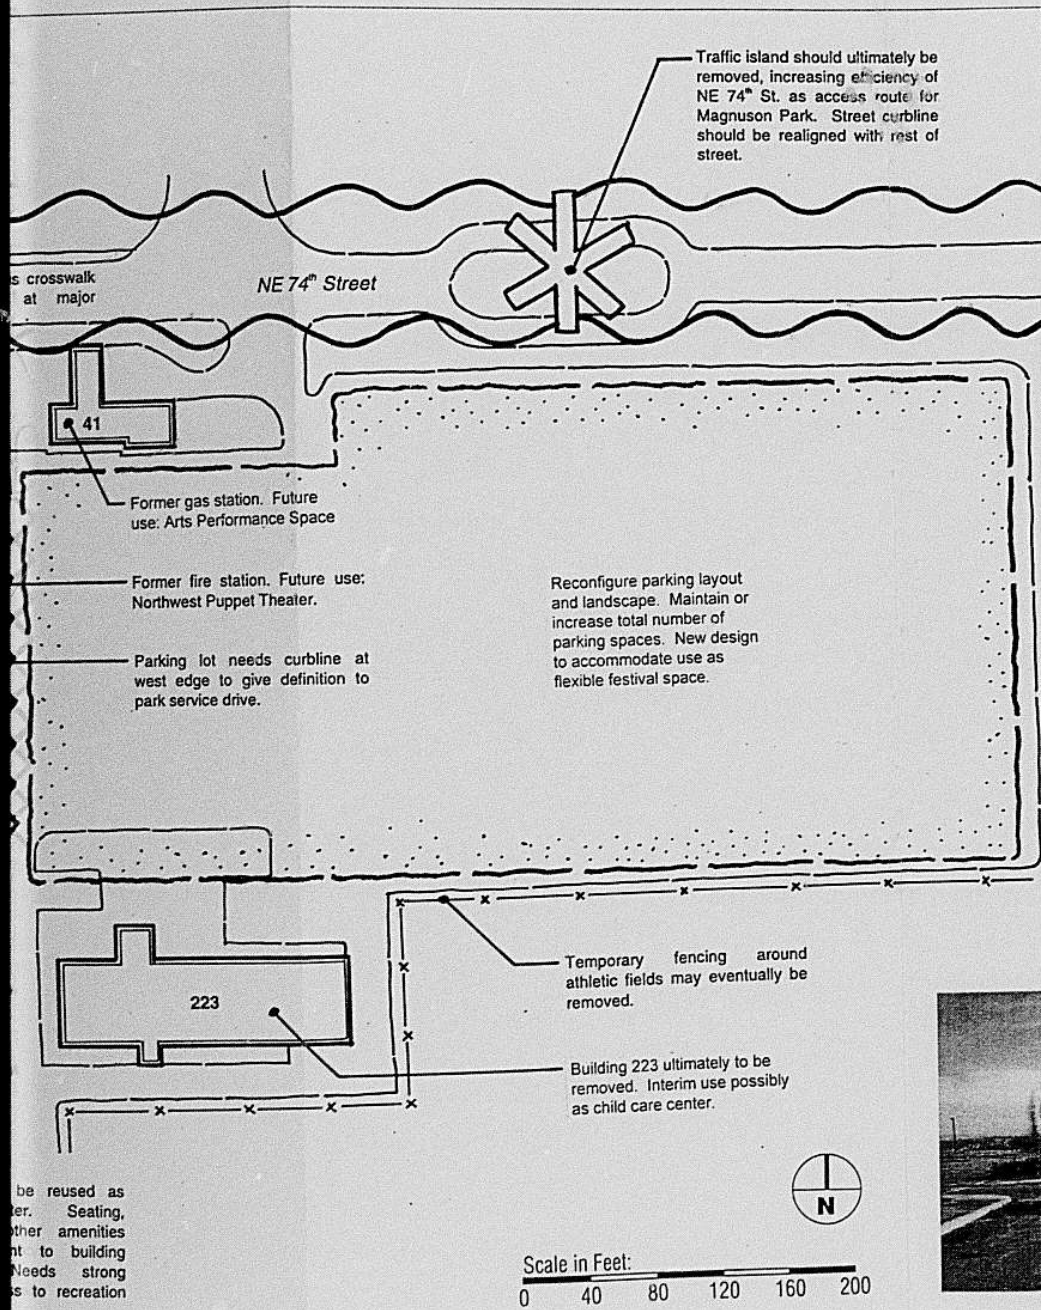 Traffic island should ultimately be
removed, increasing efficiency of
NE 74th St. as access route for
Magnuson Park. Street curbline
should be realigned with rest of
street.
s crosswalk
at major
NE 74th Street
41
Former gas station. Future
use: Arts Performance Space
Former fire station. Future use:
Northwest Puppet Theater.
Parking lot needs curbline at
west edge to give definition to
park service drive.
Reconfigure parking layout
and landscape. Maintain or
increase total number of
parking spaces. New design
to accommodate use as
flexible festival space.
Temporary fencing around
athletic fields may eventually be
removed.
223
Building 223 ultimately to be
removed. Interim use possibly
as child care center.
be reused as
er. Seating,
other amenities
nt to building
Needs strong
s to recreation
N
Scale in Feet:
0 40 80 120 160 200